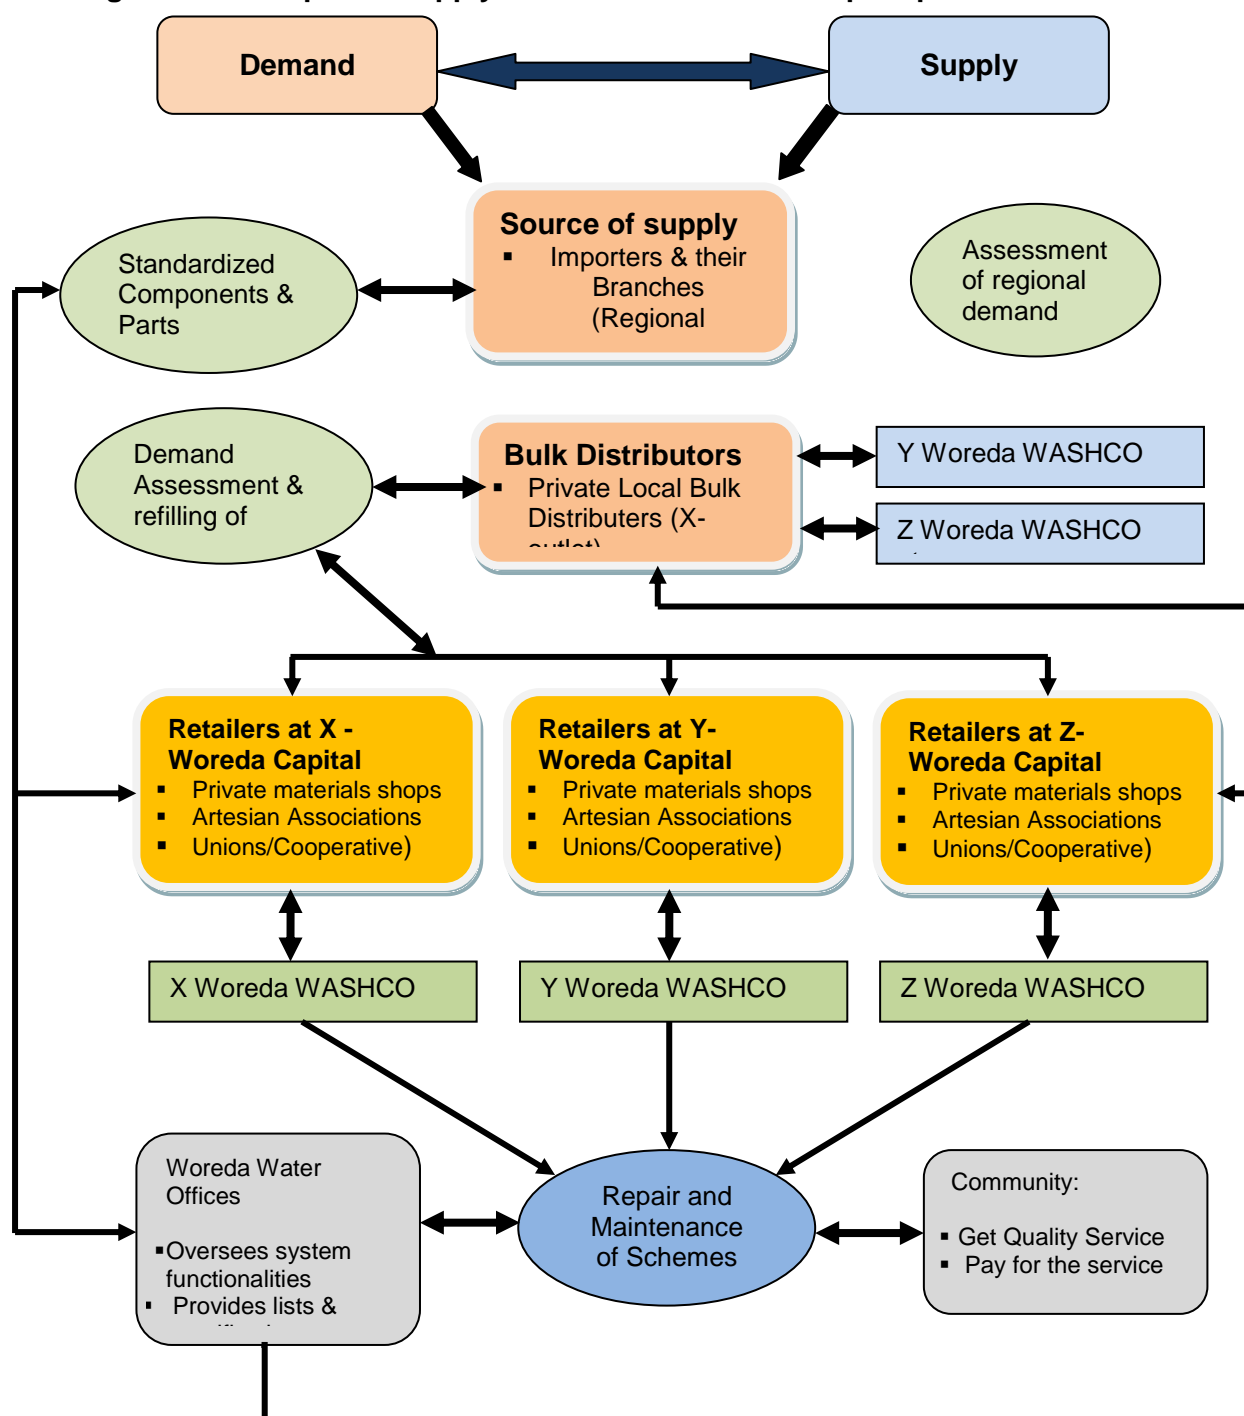 Demand
Supply
Source of supply
▪ Importers & their
Branches
(Regional
Standardized
Components &
Parts
Assessment
of regional
demand
Demand
Assessment &
refilling of
Bulk Distributors
▪ Private Local Bulk
Distributers (X-
outlet)
Y Woreda WASHCO
Z Woreda WASHCO
Retailers at X -
Woreda Capital
▪ Private materials shops
▪ Artesian Associations
▪ Unions/Cooperative)
Retailers at Y-
Woreda Capital
▪ Private materials shops
▪ Artesian Associations
▪ Unions/Cooperative)
Retailers at Z-
Woreda Capital
▪ Private materials shops
▪ Artesian Associations
▪ Unions/Cooperative)
X Woreda WASHCO
Y Woreda WASHCO
Z Woreda WASHCO
Woreda Water
Offices
▪Oversees system
functionalities
▪ Provides lists &
Repair and
Maintenance
of Schemes
Community:
▪ Get Quality Service
▪ Pay for the service